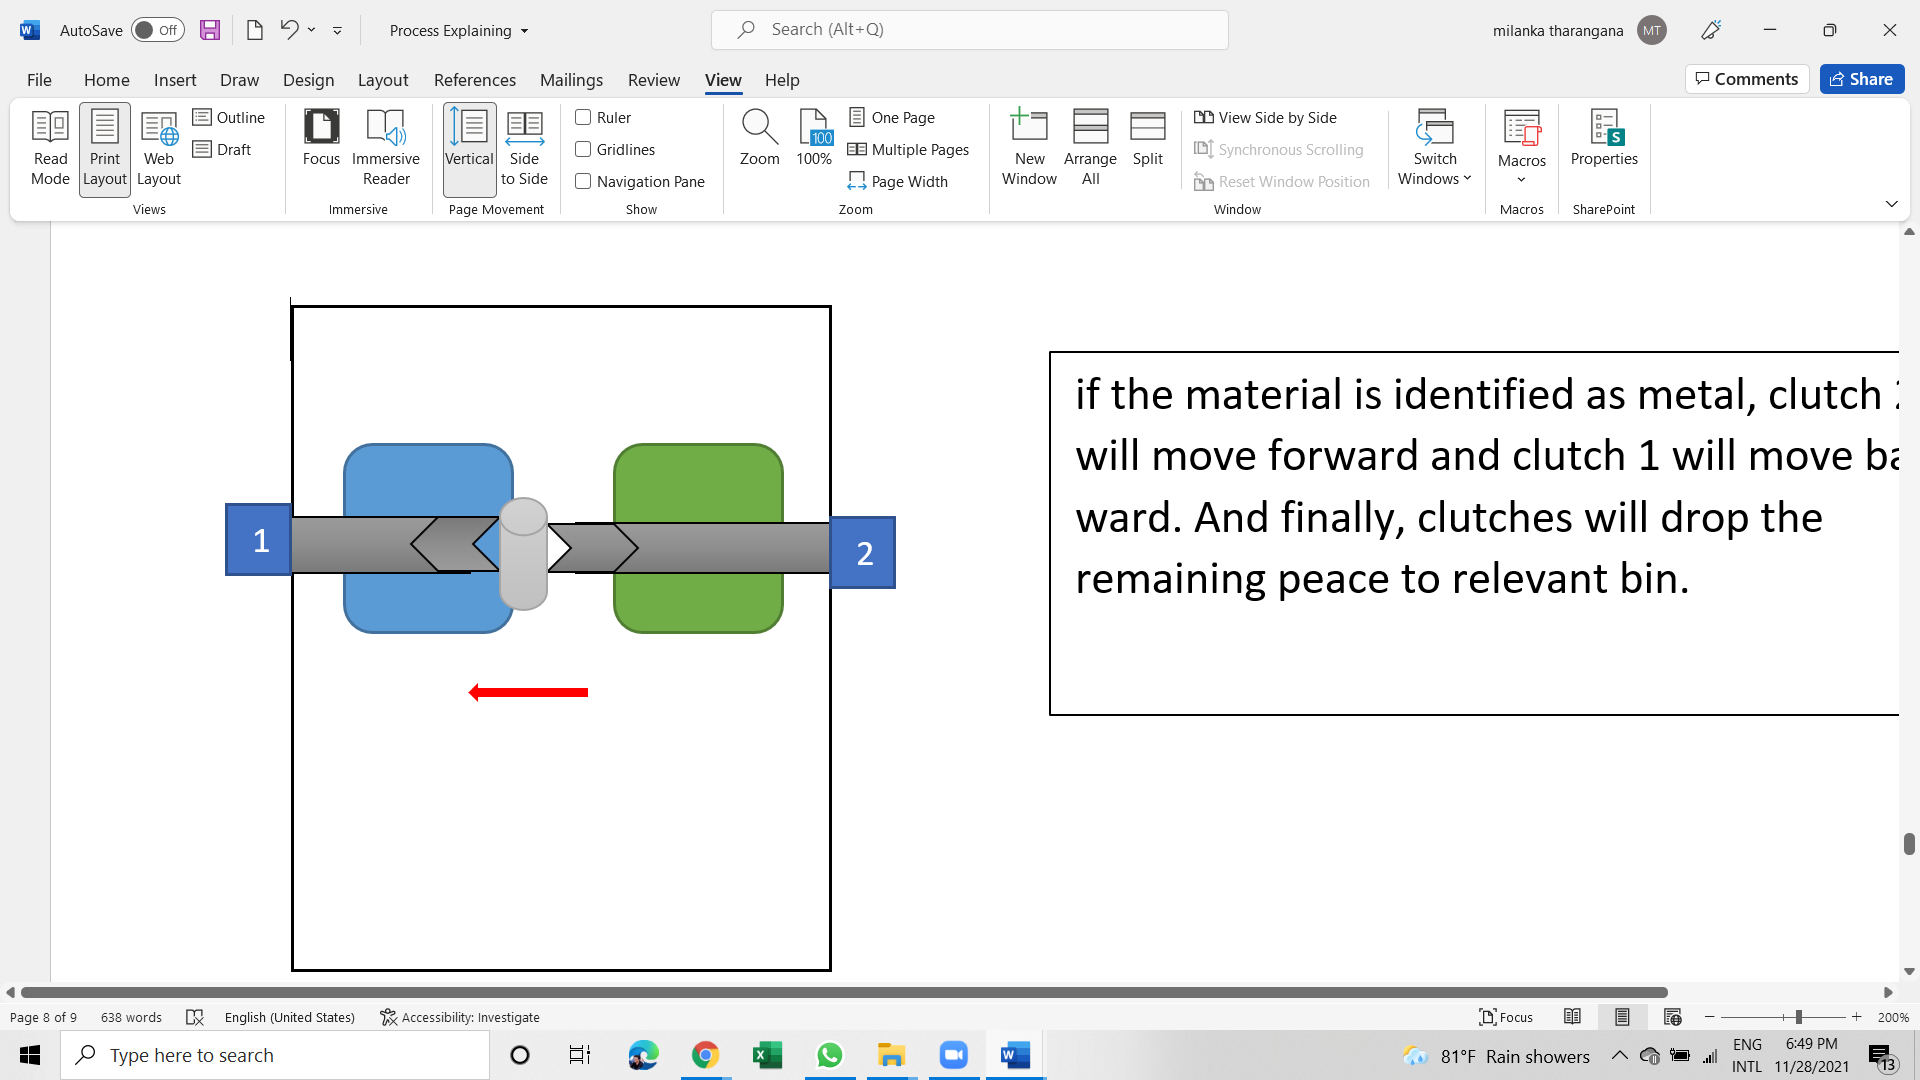 AutoSave Off Process Explaining Search (Alt+Q) milanka tharangana MT
File Home Insert Draw Design Layout References Mailings Review View Help Comments Share
Read Mode
Print Layout
Web Layout
Outline
Draft
Views
Focus
Immersive Reader
Immersive
Vertical
Side to Side
Page Movement
Ruler
Gridlines
Navigation Pane
Show
Zoom
100
100%
One Page
Multiple Pages
Page Width
Zoom
New Window
Arrange All
Split
View Side by Side
Synchronous Scrolling
Reset Window Position
Window
Switch Windows
Macros
Macros
S
Properties
SharePoint
1
2
if the material is identified as metal, clutch
will move forward and clutch 1 will move ba
ward. And finally, clutches will drop the
remaining peace to relevant bin.
Page 8 of 9 638 words English (United States) Accessibility: Investigate Focus 200%
Type here to search 81°F Rain showers ENG INTL 6:49 PM 11/28/2021 13